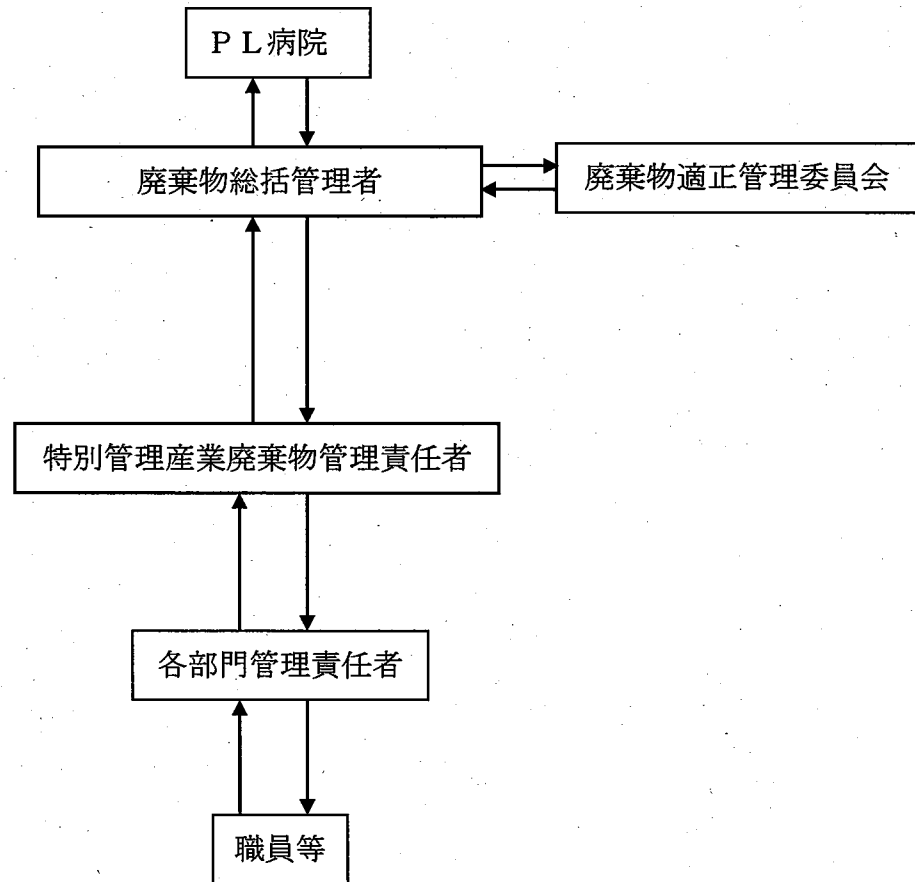 ＰＬ病院
廃棄物総括管理者
廃棄物適正管理委員会
特別管理産業廃棄物管理責任者
各部門管理責任者
職員等